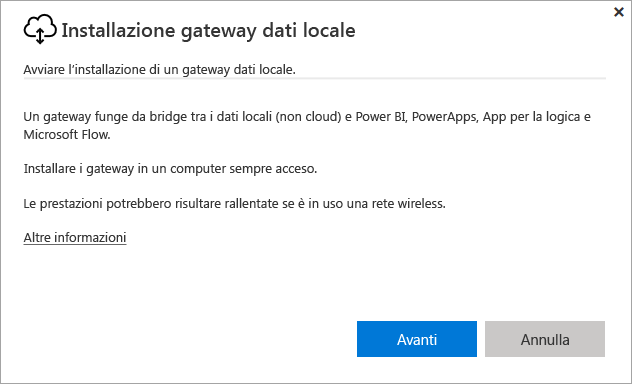 Installazione gateway dati locale
Avviare l'installazione di un gateway dati locale.
Un gateway funge da bridge tra i dati locali (non cloud) e Power BI, PowerApps, App per la logica e
Microsoft Flow.
Installare i gateway in un computer sempre acceso.
Le prestazioni potrebbero risultare rallentate se è in uso una rete wireless.
Altre informazioni
Avanti
Annulla